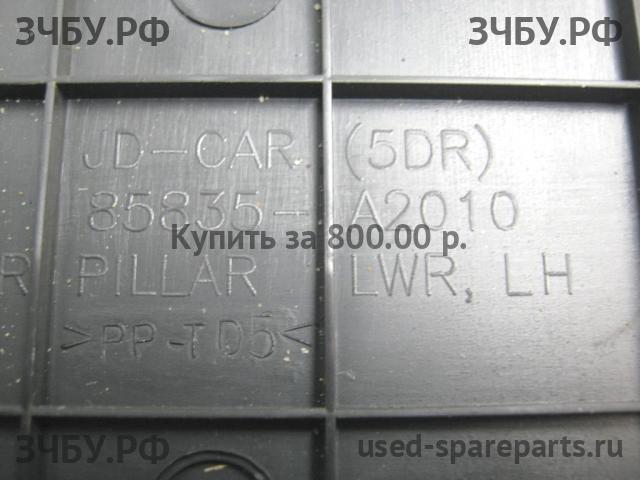 ЗЧБУ.РФ ЗЧБУ.РФ
JD-CAR (5DR)
85835- A2010
Купить за 800.00 р.
R PILLAR LWR, LH
>PP-TD5<
ЗЧБУ.РФ used-spareparts.ru